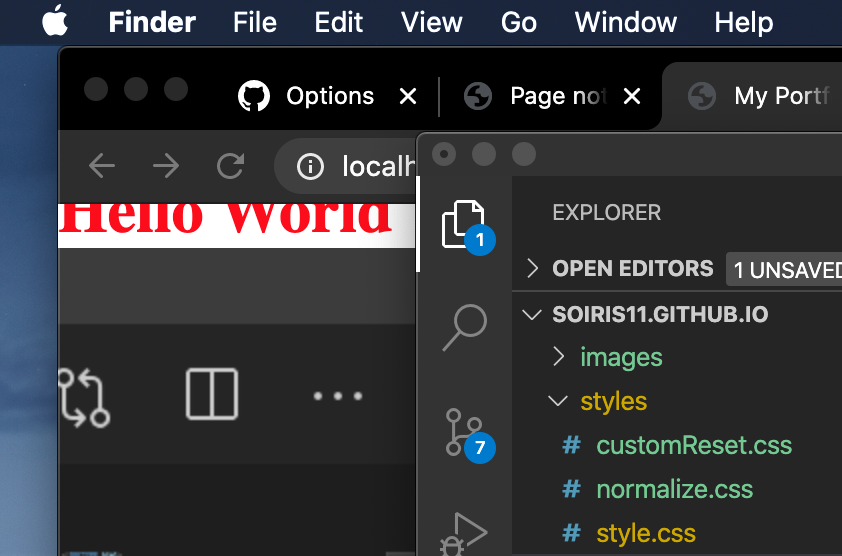 Finder File Edit View Go Window Help
Options Page not My Portf
localh
Hello World
EXPLORER
1
OPEN EDITORS 1 UNSAVED
SOIRIS11.GITHUB.IO
images
styles
# customReset.css
7
# normalize.css
# style.css